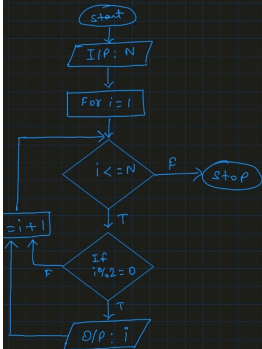 start
I/P: N
For i=1
i<=N
F
Stop
T
=i+1
If
i%2=0
F
T
O/P: i